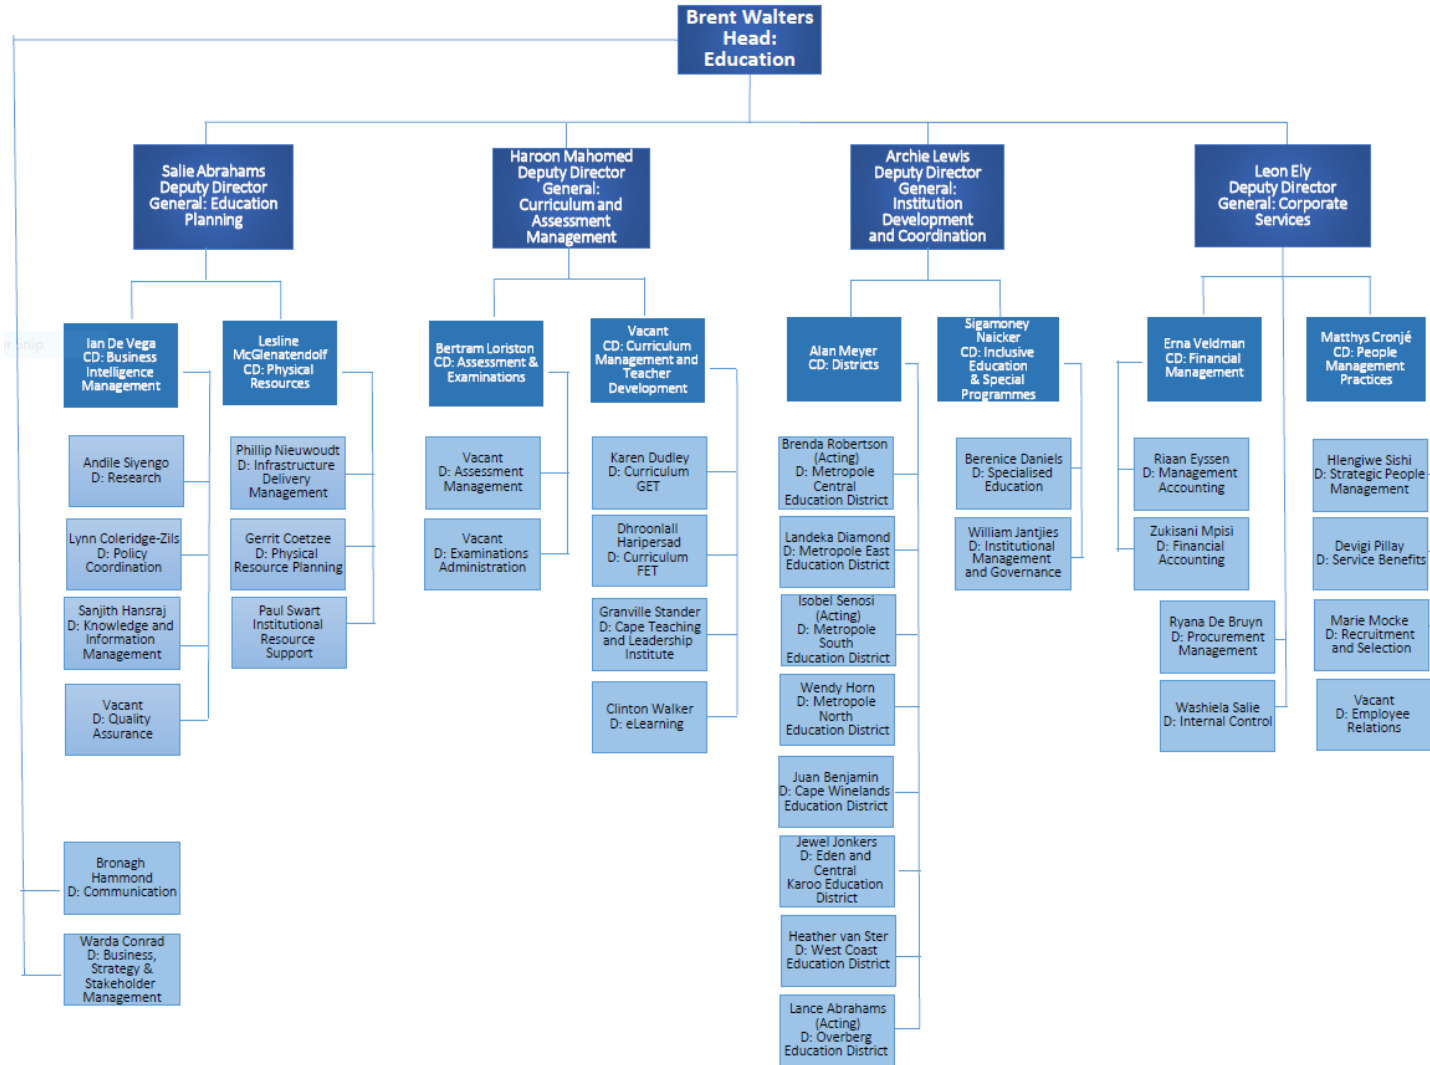 Brent Walters
Head:
Education
Salie Abrahams
Deputy Director
General: Education
Planning
Haroon Mahomed
Deputy Director
General:
Curriculum and
Assessment
Management
Archie Lewis
Deputy Director
General:
Institution
Development
and Coordination
Leon Ely
Deputy Director
General: Corporate
Services
Ian De Vega
CD: Business
Intelligence
Management
Lesline
McGlenatendolf
CD: Physical
Resources
Bertram Loriston
CD: Assessment &
Examinations
Vacant
CD: Curriculum
Management and
Teacher
Development
Alan Meyer
CD: Districts
Sigamoney
Naicker
CD: Inclusive
Education
& Special
Programmes
Erna Veldman
CD: Financial
Management
Matthys Cronjé
CD: People
Management
Practices
Andile Siyengo
D: Research
Lynn Coleridge-Zils
D: Policy
Coordination
Sanjith Hansraj
D: Knowledge and
Information
Management
Vacant
D: Quality
Assurance
Phillip Nieuwoudt
D: Infrastructure
Delivery
Management
Gerrit Coetzee
D: Physical
Resource Planning
Paul Swart
Institutional
Resource
Support
Vacant
D: Assessment
Management
Vacant
D: Examinations
Administration
Karen Dudley
D: Curriculum
GET
Dhroonlall
Haripersad
D: Curriculum
FET
Granville Stander
D: Cape Teaching
and Leadership
Institute
Clinton Walker
D: eLearning
Brenda Robertson
(Acting)
D: Metropole
Central
Education District
Landeka Diamond
D: Metropole East
Education District
Isobel Senosi
(Acting)
D: Metropole
South
Education District
Wendy Horn
D: Metropole
North
Education District
Juan Benjamin
D: Cape Winelands
Education District
Jewel Jonkers
D: Eden and
Central
Karoo Education
District
Heather van Ster
D: West Coast
Education District
Lance Abrahams
(Acting)
D: Overberg
Education District
Berenice Daniels
D: Specialised
Education
William Jantjies
D: Institutional
Management
and Governance
Riaan Eyssen
D: Management
Accounting
Zukisani Mpisi
D: Financial
Accounting
Ryana De Bruyn
D: Procurement
Management
Washiela Salie
D: Internal Control
Hlengiwe Sishi
D: Strategic People
Management
Devigi Pillay
D: Service Benefits
Marie Mocke
D: Recruitment
and Selection
Vacant
D: Employee
Relations
Bronagh
Hammond
D: Communication
Warda Conrad
D: Business,
Strategy &
Stakeholder
Management
Snip